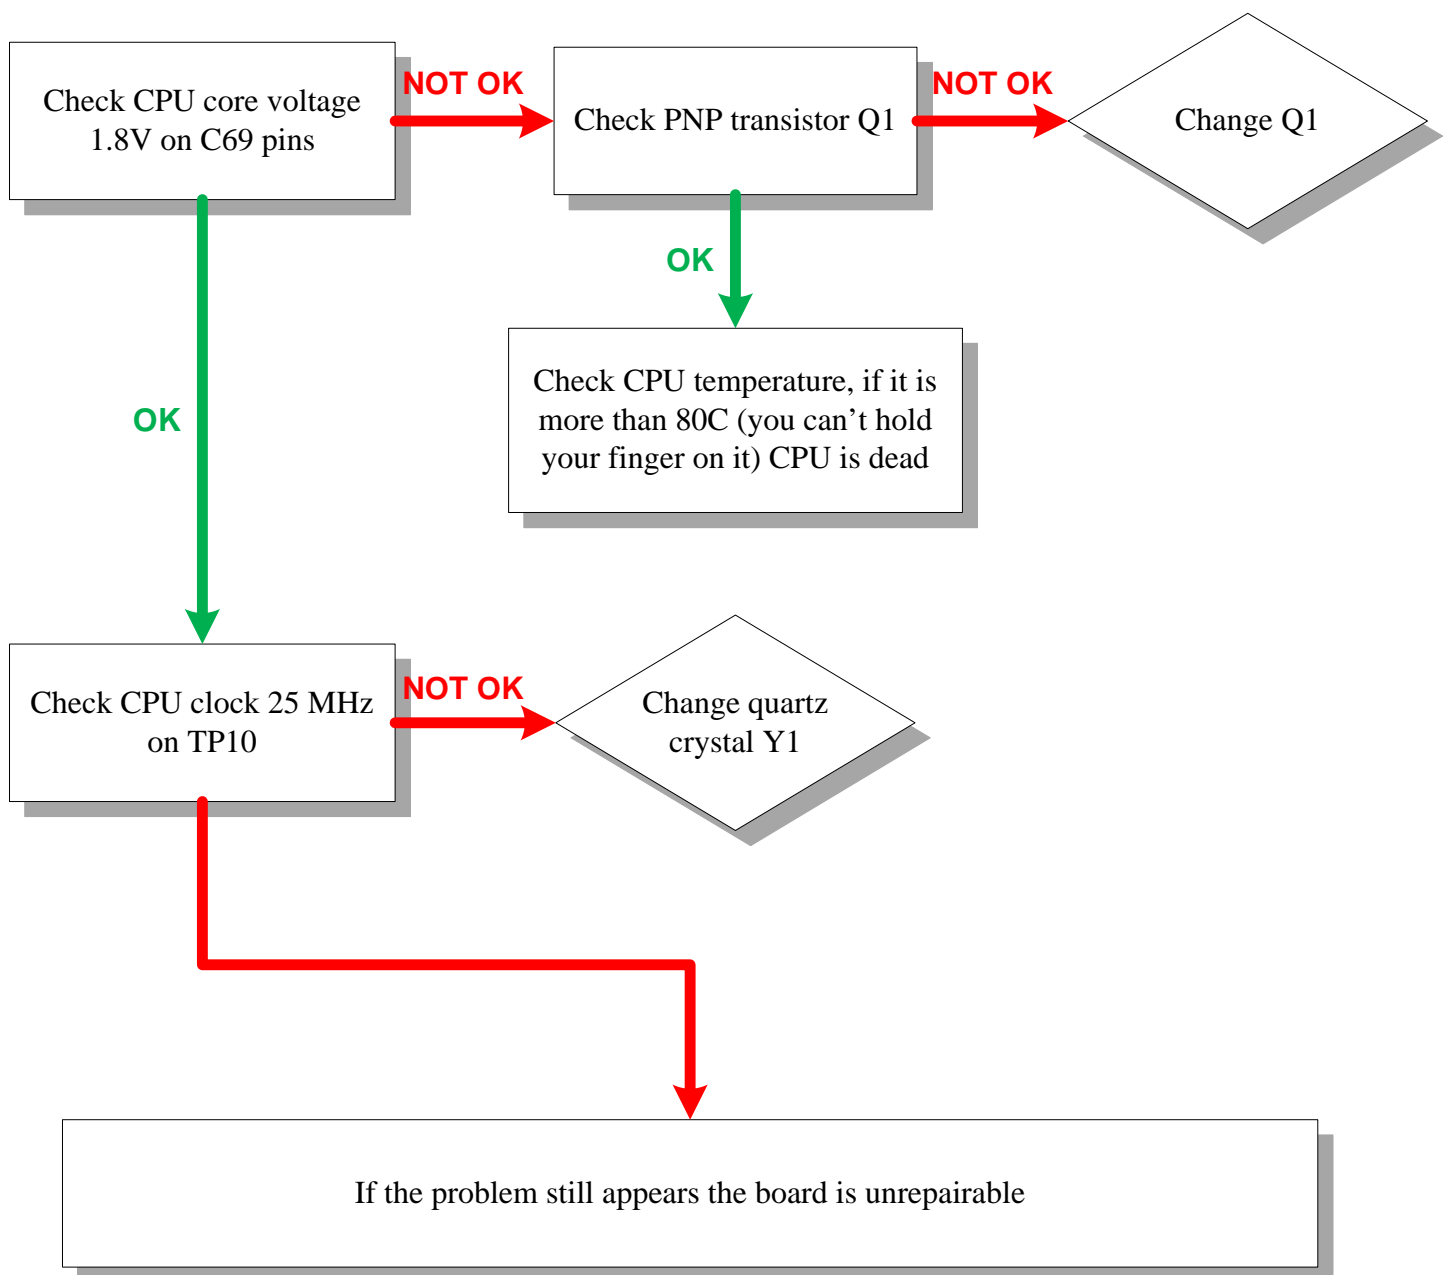 Check CPU core voltage
1.8V on C69 pins
NOT OK
Check PNP transistor Q1
NOT OK
Change Q1
OK
Check CPU temperature, if it is
more than 80C (you can’t hold
your finger on it) CPU is dead
OK
Check CPU clock 25 MHz
on TP10
NOT OK
Change quartz
crystal Y1
If the problem still appears the board is unrepairable